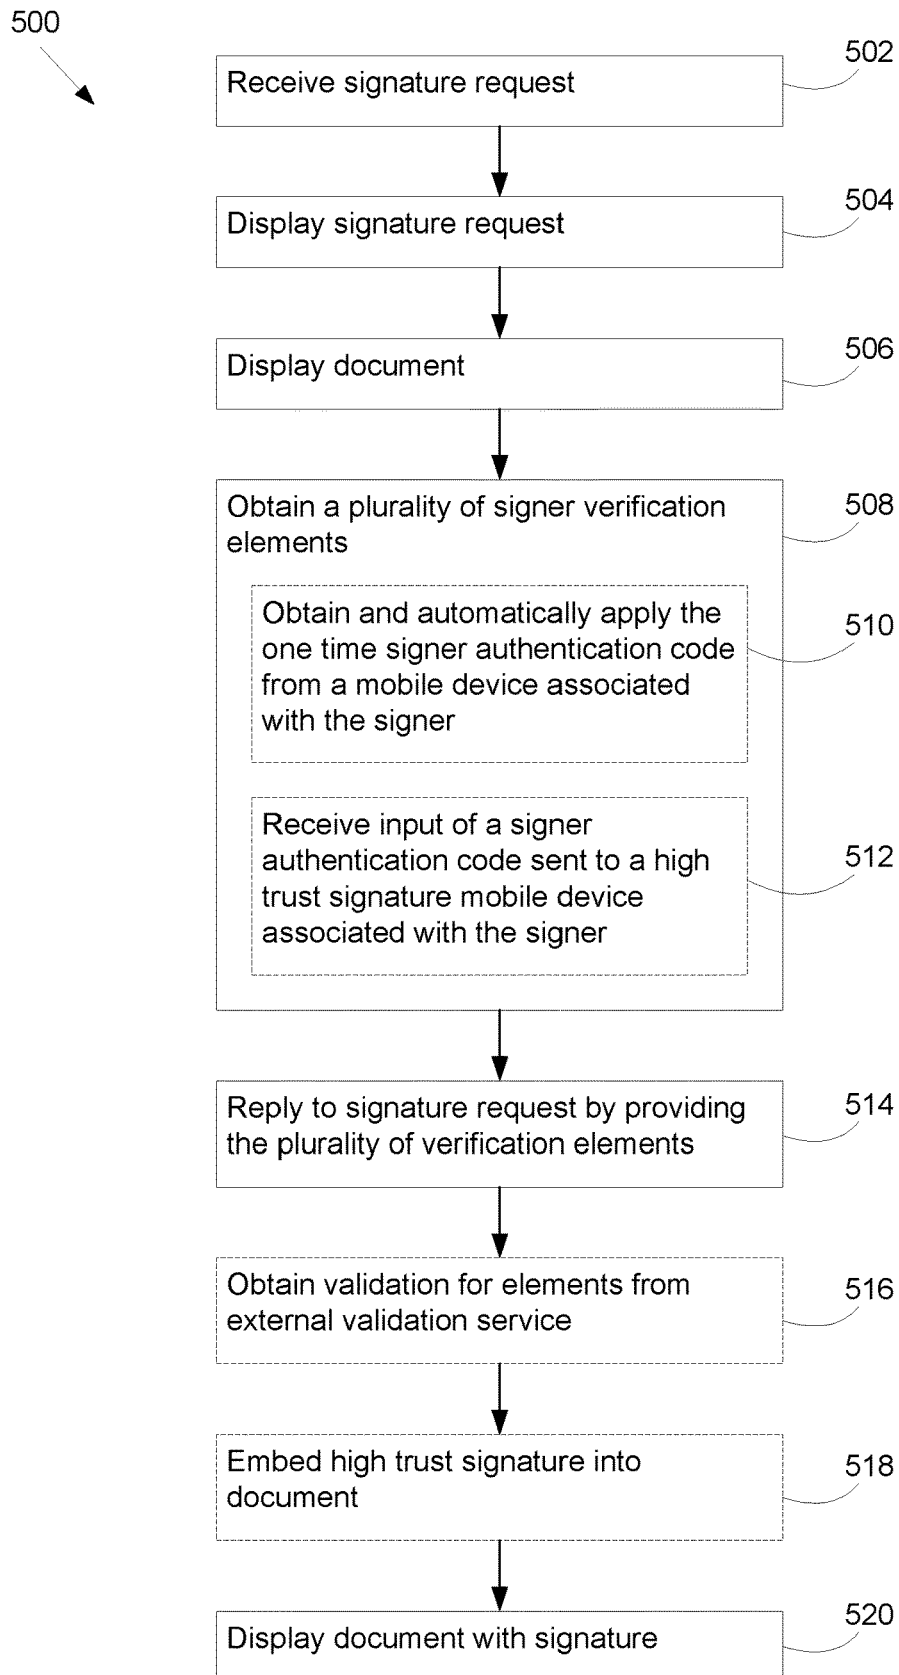 500
502
Receive signature request
504
Display signature request
506
Display document
508
Obtain a plurality of signer verification
elements
510
Obtain and automatically apply the
one time signer authentication code
from a mobile device associated
with the signer
512
Receive input of a signer
authentication code sent to a high
trust signature mobile device
associated with the signer
514
Reply to signature request by providing
the plurality of verification elements
516
Obtain validation for elements from
external validation service
518
Embed high trust signature into
document
520
Display document with signature